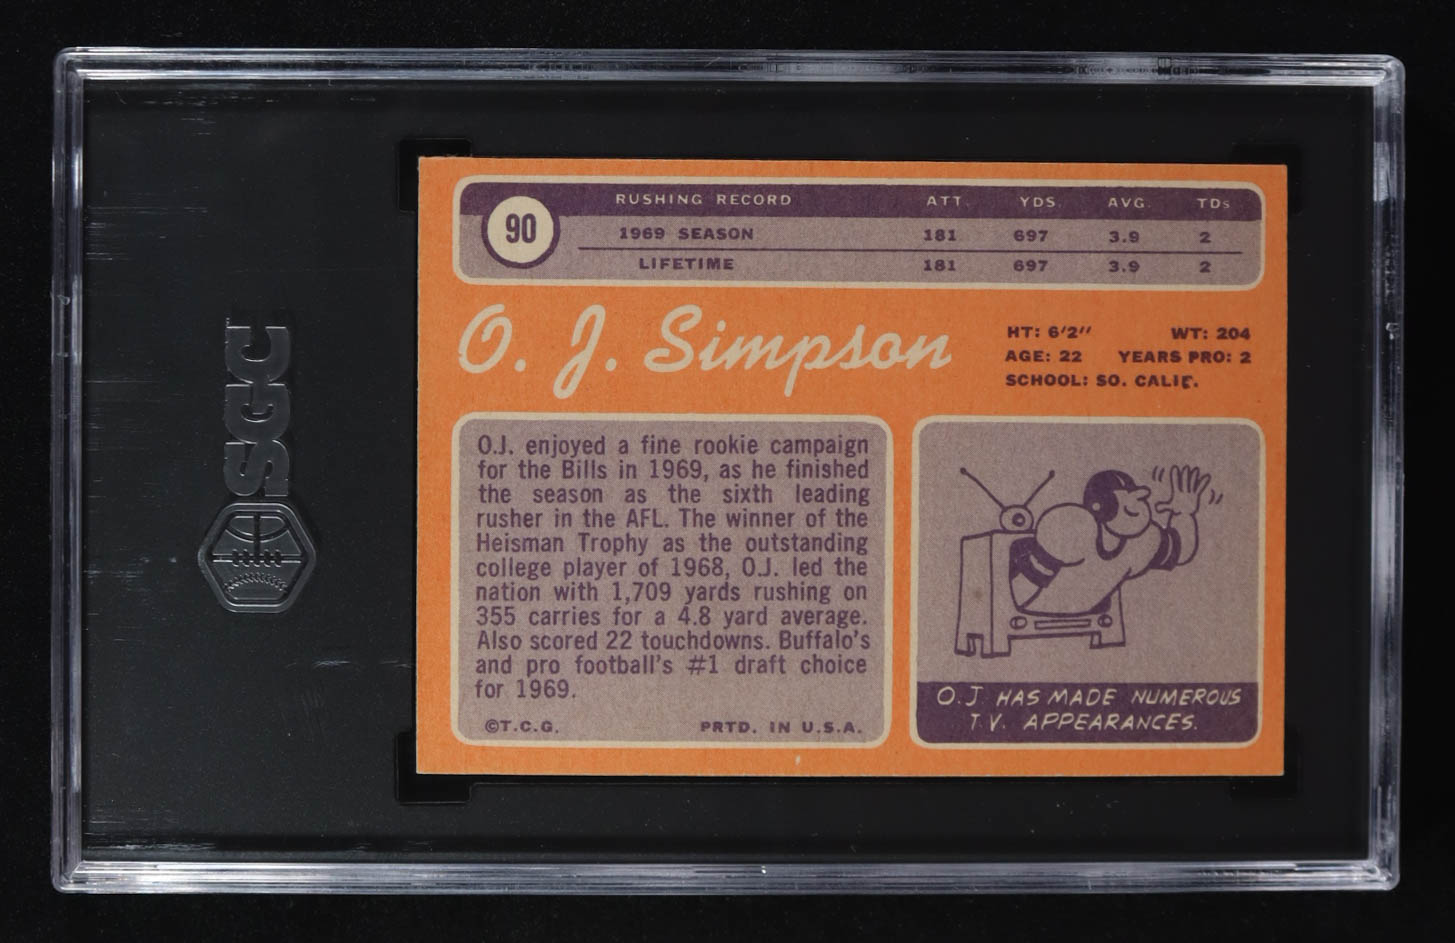 SGC
90
RUSHING RECORD ATT. YDS. AVG. TDs
1969 SEASON 181 697 3.9 2
LIFETIME 181 697 3.9 2
O. J. Simpson
HT: 6'2" WT: 204
AGE: 22 YEARS PRO: 2
SCHOOL: SO. CALIF.
O.J. enjoyed a fine rookie campaign
for the Bills in 1969, as he finished
the season as the sixth leading
rusher in the AFL. The winner of the
Heisman Trophy as the outstanding
college player of 1968, O.J. led the
nation with 1,709 yards rushing on
355 carries for a 4.8 yard average.
Also scored 22 touchdowns. Buffalo's
and pro football's #1 draft choice
for 1969.
©T.C.G. PRTD. IN U.S.A.
O.J HAS MADE NUMEROUS
T.V. APPEARANCES.